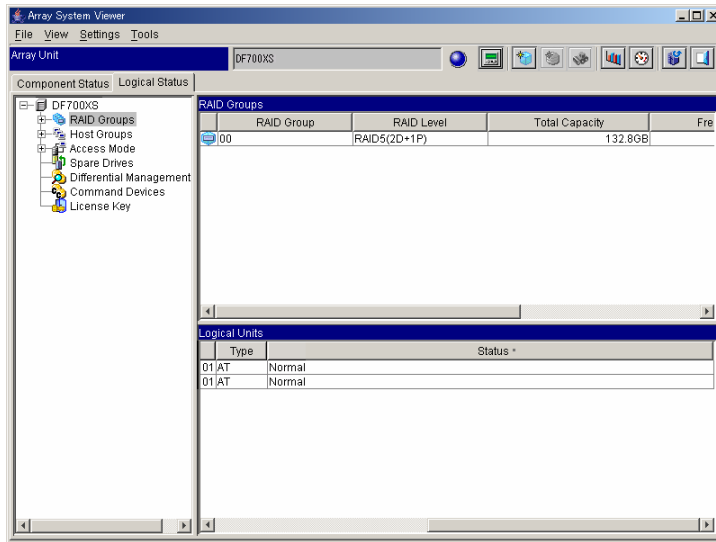 Array System Viewer
File View Settings Tools
Array Unit DF700XS
Component Status Logical Status
DF700XS
RAID Groups
Host Groups
Access Mode
Spare Drives
Differential Management
Command Devices
License Key
RAID Groups
RAID Group RAID Level Total Capacity Fre
00 RAID5(2D+1P) 132.8GB
Logical Units
Type Status
01 AT Normal
01 AT Normal